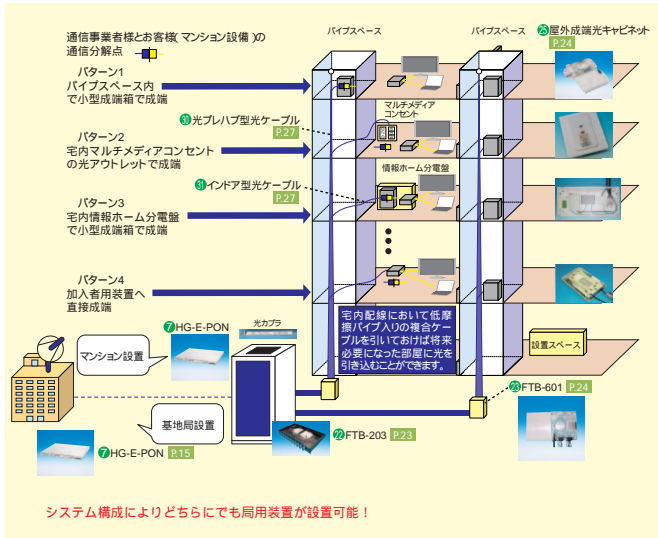 通信事業者様とお客様(マンション設備)の
通信分解点
パイプスペース
パイプスペース
㉕屋外成端光キャビネット
P.24
パターン1
パイプスペース内
で小型成端箱で成端
㉚光プレハブ型光ケーブル
P.27
マルチメディア
コンセント
パターン2
宅内マルチメディアコンセント
の光アウトレットで成端
情報ホーム分電盤
㉛インドア型光ケーブル
P.27
パターン3
宅内情報ホーム分電盤
で小型成端箱で成端
パターン4
加入者用装置へ
直接成端
宅内配線において低摩
擦パイプ入りの複合ケー
ブルを引いておけば将来
必要になった部屋に光を
引き込むことができます。
光カプラ
⑦HG-E-PON
マンション設置
設置スペース
㉓FTB-601 P.24
基地局設置
㉒FTB-203 P.23
⑦HG-E-PON P.15
システム構成によりどちらにでも局用装置が設置可能！